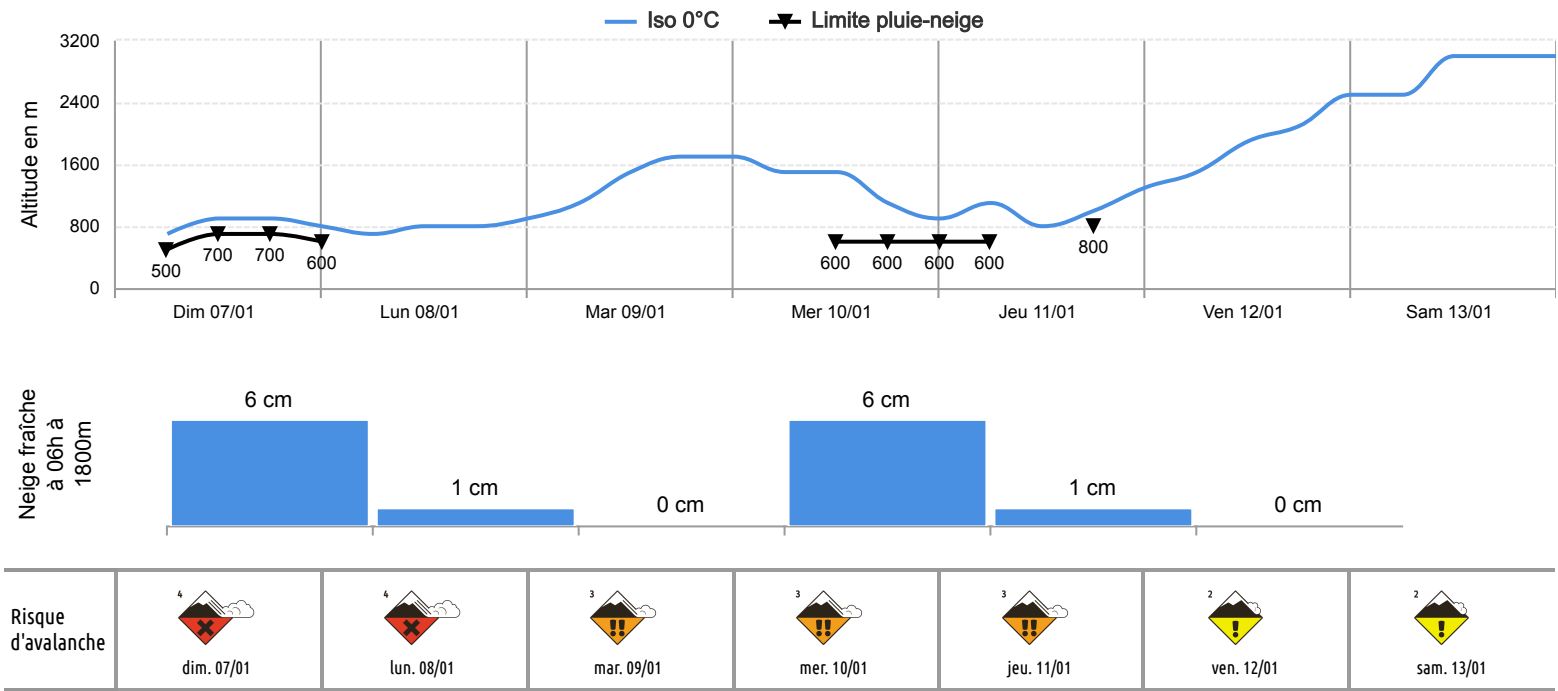 Iso 0°C Limite pluie-neige
3200
2400
1600
800
0
Altitude en m
500 700 700 600 600 600 600 600 800
Dim 07/01 Lun 08/01 Mar 09/01 Mer 10/01 Jeu 11/01 Ven 12/01 Sam 13/01
Neige fraîche
à 06h à
1800m
6 cm 1 cm 0 cm 6 cm 1 cm 0 cm
Risque
d'avalanche
4 4 3 3 3 2 2
dim. 07/01 lun. 08/01 mar. 09/01 mer. 10/01 jeu. 11/01 ven. 12/01 sam. 13/01